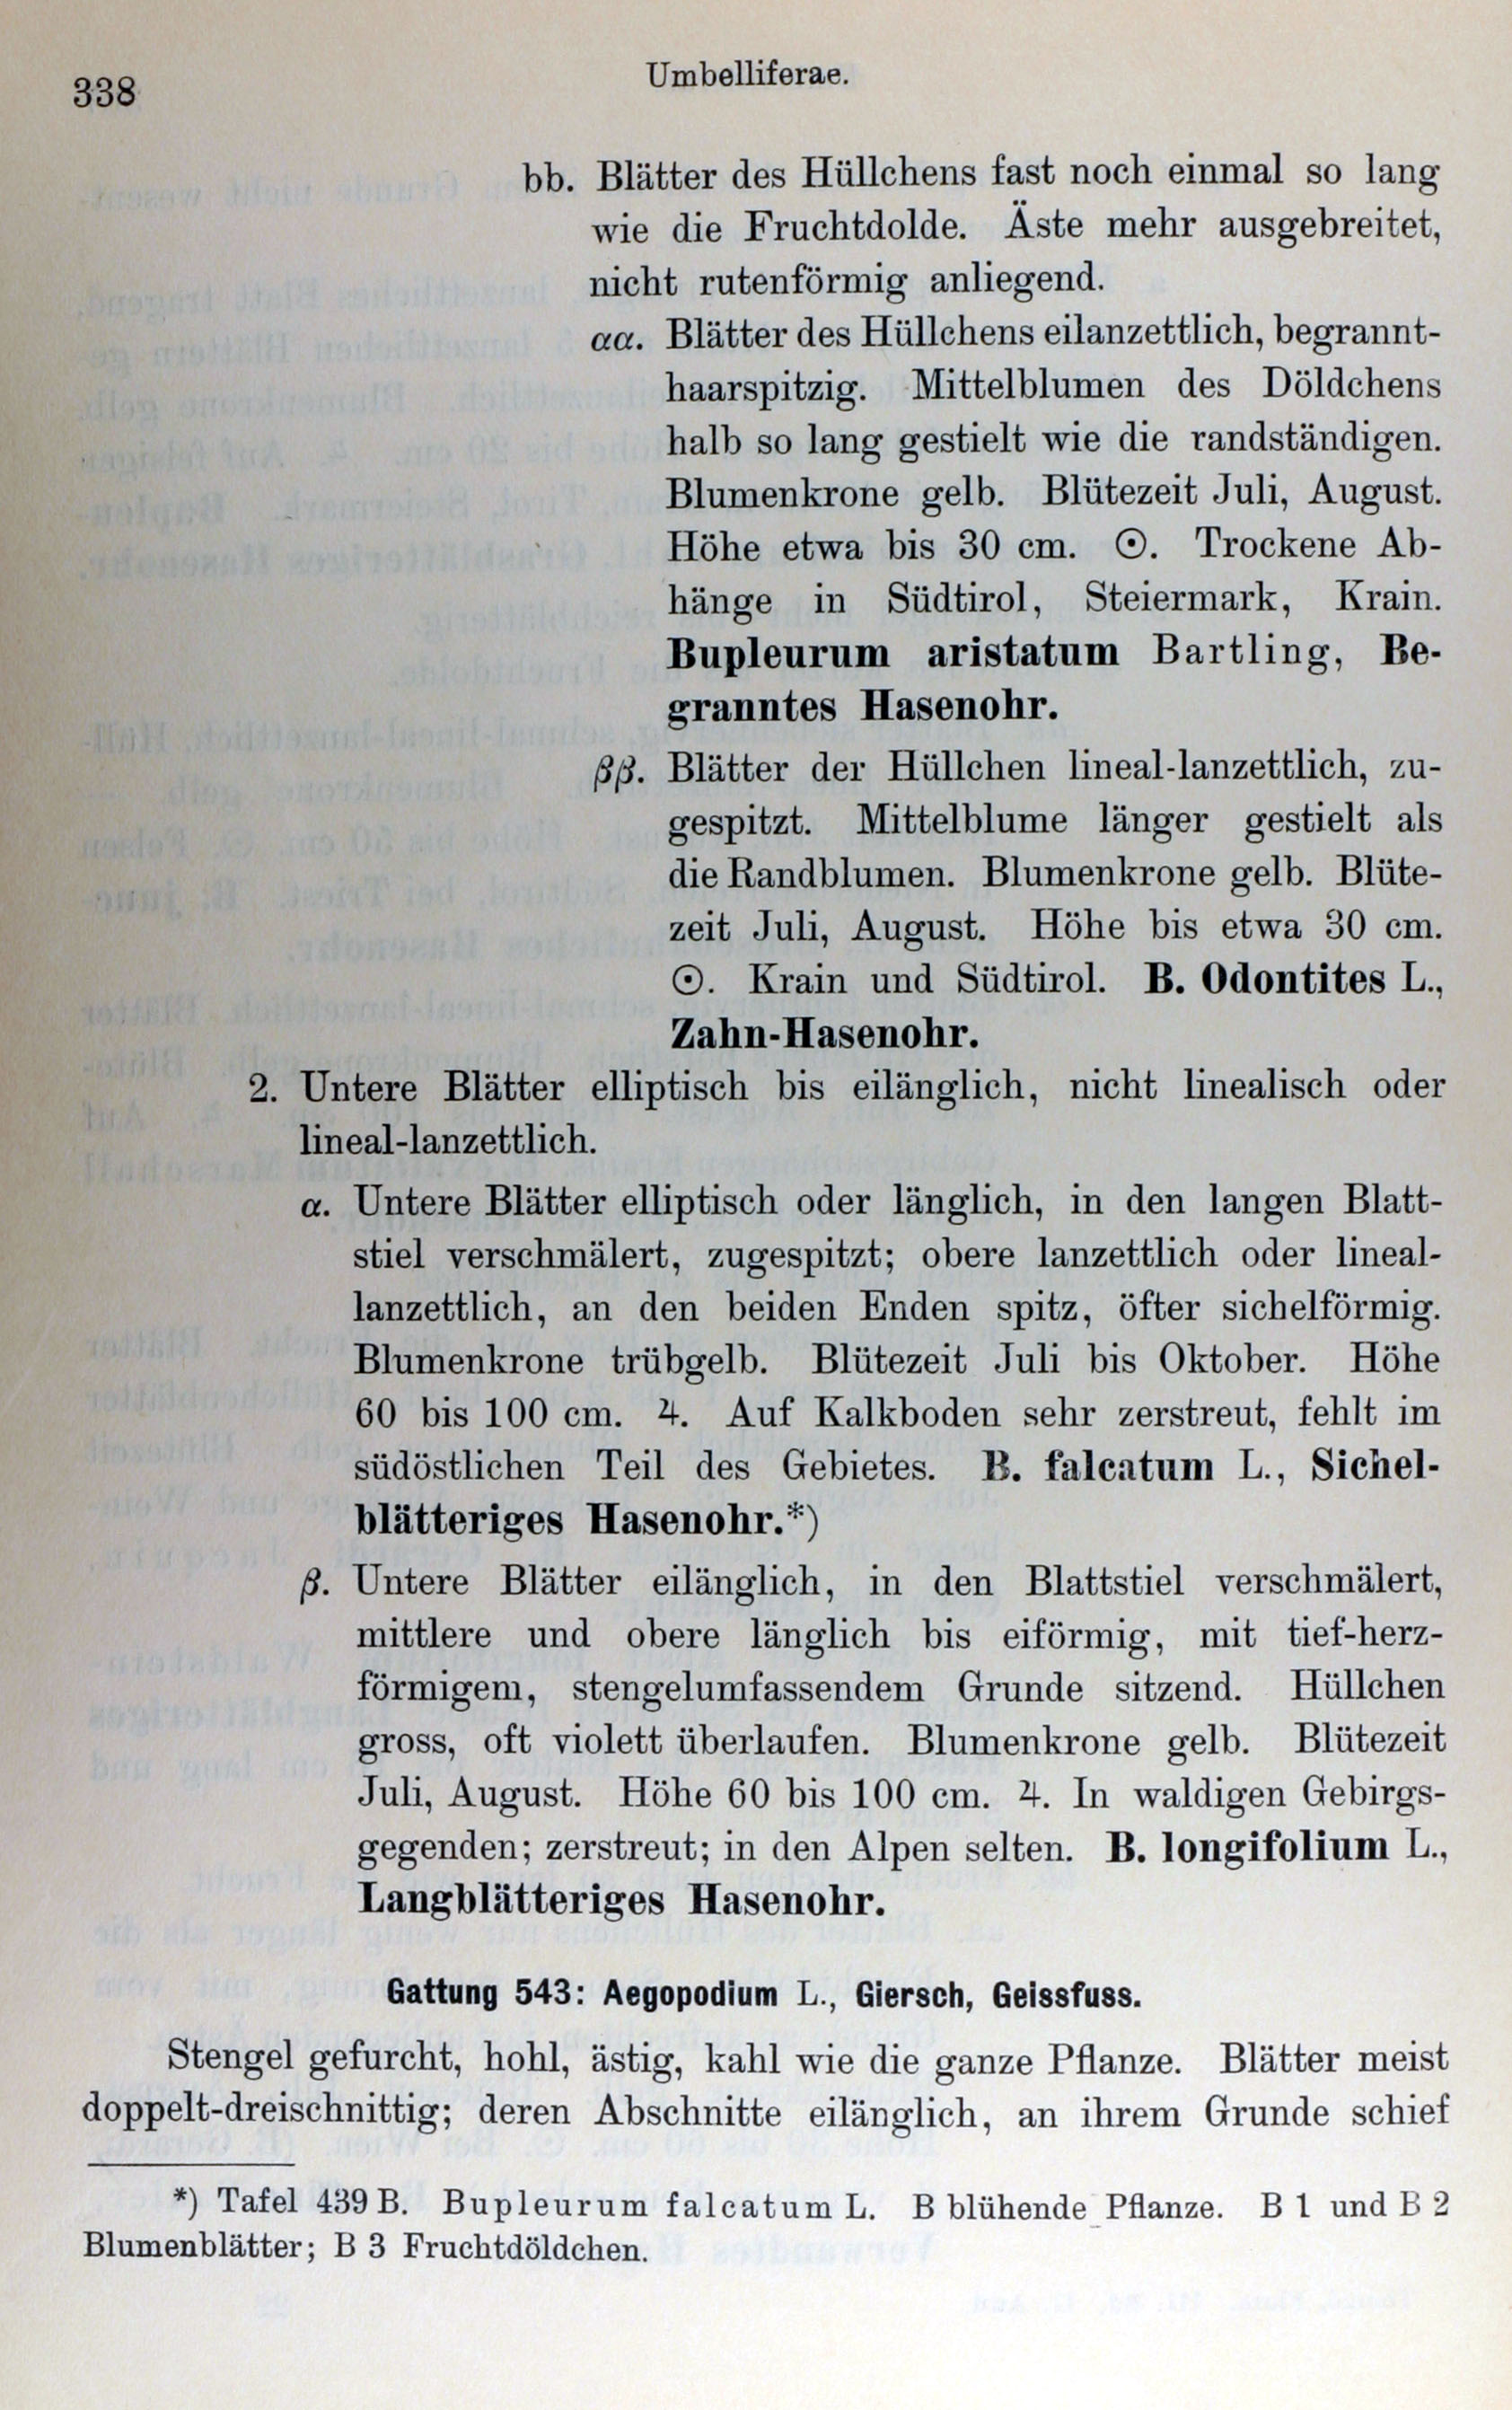 338
Umbelliferae.
bb. Blätter des Hüllchens fast noch einmal so lang
wie die Fruchtdolde. Äste mehr ausgebreitet,
nicht rutenförmig anliegend.
αα. Blätter des Hüllchens eilanzettlich, begrannt-
haarspitzig. Mittelblumen des Döldchens
halb so lang gestielt wie die randständigen.
Blumenkrone gelb. Blütezeit Juli, August.
Höhe etwa bis 30 cm. ☉. Trockene Ab-
hänge in Südtirol, Steiermark, Krain.
Bupleurum aristatum Bartling, Be-
granntes Hasenohr.
ββ. Blätter der Hüllchen lineal-lanzettlich, zu-
gespitzt. Mittelblume länger gestielt als
die Randblumen. Blumenkrone gelb. Blüte-
zeit Juli, August. Höhe bis etwa 30 cm.
☉. Krain und Südtirol. B. Odontites L.,
Zahn-Hasenohr.
2. Untere Blätter elliptisch bis eilänglich, nicht linealisch oder
lineal-lanzettlich.
α. Untere Blätter elliptisch oder länglich, in den langen Blatt-
stiel verschmälert, zugespitzt; obere lanzettlich oder lineal-
lanzettlich, an den beiden Enden spitz, öfter sichelförmig.
Blumenkrone trübgelb. Blütezeit Juli bis Oktober. Höhe
60 bis 100 cm. ♃. Auf Kalkboden sehr zerstreut, fehlt im
südöstlichen Teil des Gebietes. B. falcatum L., Sichel-
blätteriges Hasenohr.*)
β. Untere Blätter eilänglich, in den Blattstiel verschmälert,
mittlere und obere länglich bis eiförmig, mit tief-herz-
förmigem, stengelumfassendem Grunde sitzend. Hüllchen
gross, oft violett überlaufen. Blumenkrone gelb. Blütezeit
Juli, August. Höhe 60 bis 100 cm. ♃. In waldigen Gebirgs-
gegenden; zerstreut; in den Alpen selten. B. longifolium L.,
Langblätteriges Hasenohr.
Gattung 543: Aegopodium L., Giersch, Geissfuss.
Stengel gefurcht, hohl, ästig, kahl wie die ganze Pflanze. Blätter meist
doppelt-dreischnittig; deren Abschnitte eilänglich, an ihrem Grunde schief
*) Tafel 439 B. Bupleurum falcatum L. B blühende Pflanze. B 1 und B 2
Blumenblätter; B 3 Fruchtdöldchen.